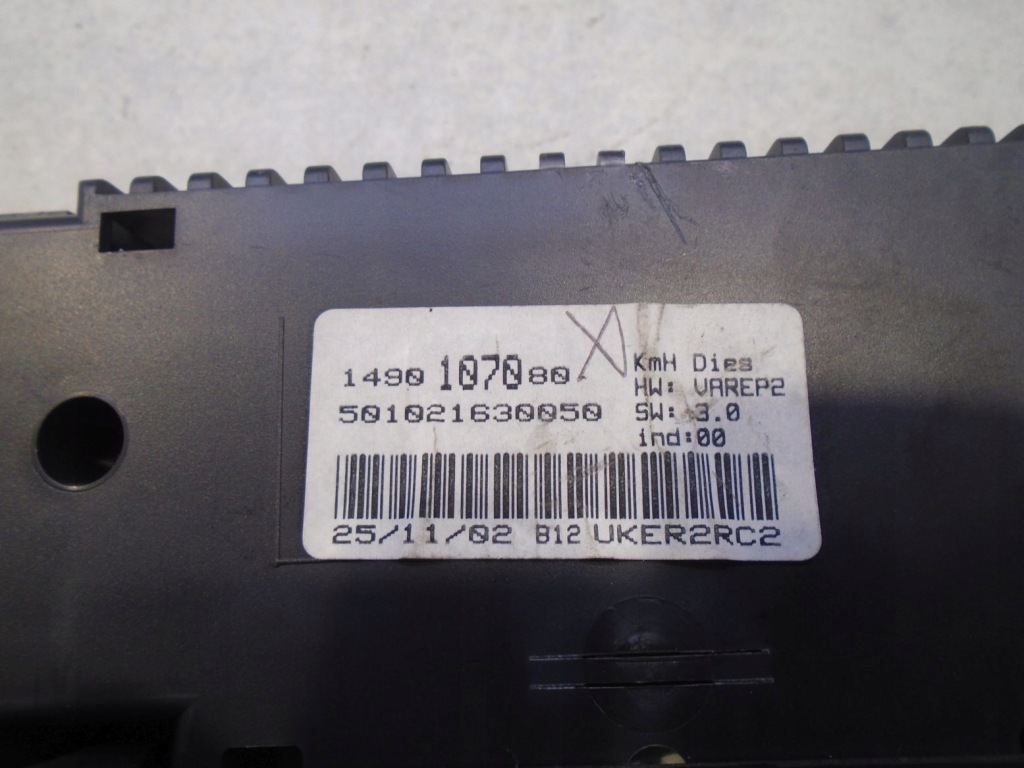 1490 1070 80.
501021630050
KmH Dies
HW: VAREP2
SW: 3.0
ind:00
25/11/02 B12 UKER2RC2